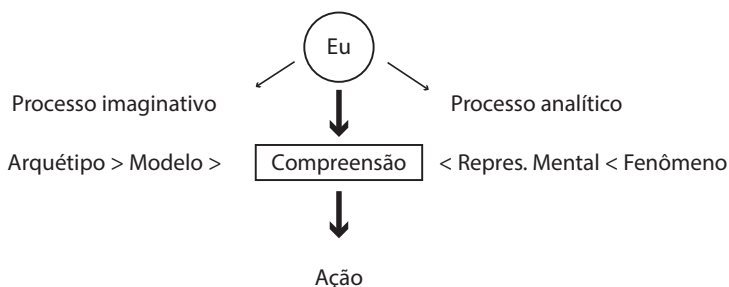 Eu
Processo imaginativo
Processo analítico
Arquétipo > Modelo >
Compreensão
< Repres. Mental < Fenômeno
Ação